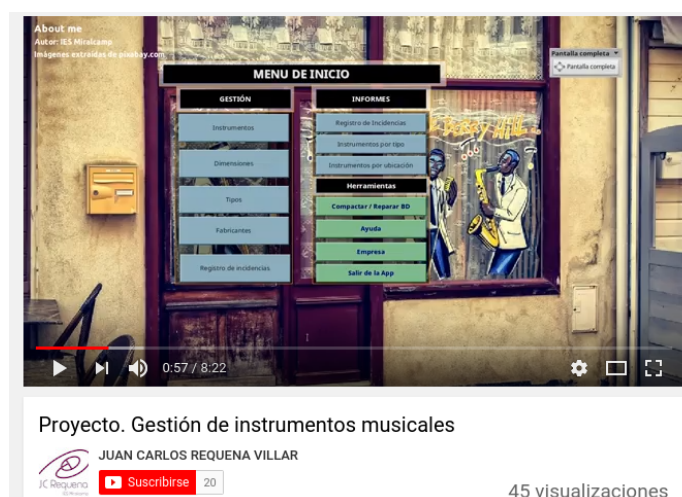 About me
Autor: IES Miralcamp
Imágenes extraídas de pixabay.com
Pantalla completa
Pantalla completa
MENU DE INICIO
GESTIÓN
Instrumentos
Dimensiones
Tipos
Fabricantes
Registro de incidencias
INFORMES
Registro de Incidencias
Instrumentos por tipo
Instrumentos por ubicación
Herramientas
Compactar / Reparar BD
Ayuda
Empresa
Salir de la App
0:57 / 8:22
Proyecto. Gestión de instrumentos musicales
JUAN CARLOS REQUENA VILLAR
JC Requena
Suscribirse 20
45 visualizaciones